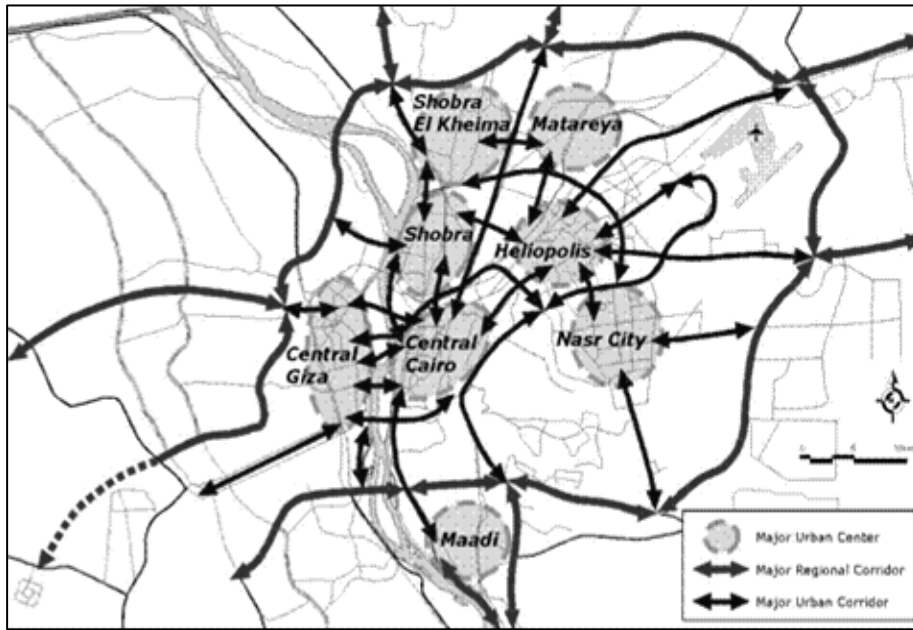 Shobra
El Kheima
Matareya
Shobra
Heliopolis
Central
Giza
Central
Cairo
Nasr City
Maadi
Major Urban Center
Major Regional Corridor
Major Urban Corridor